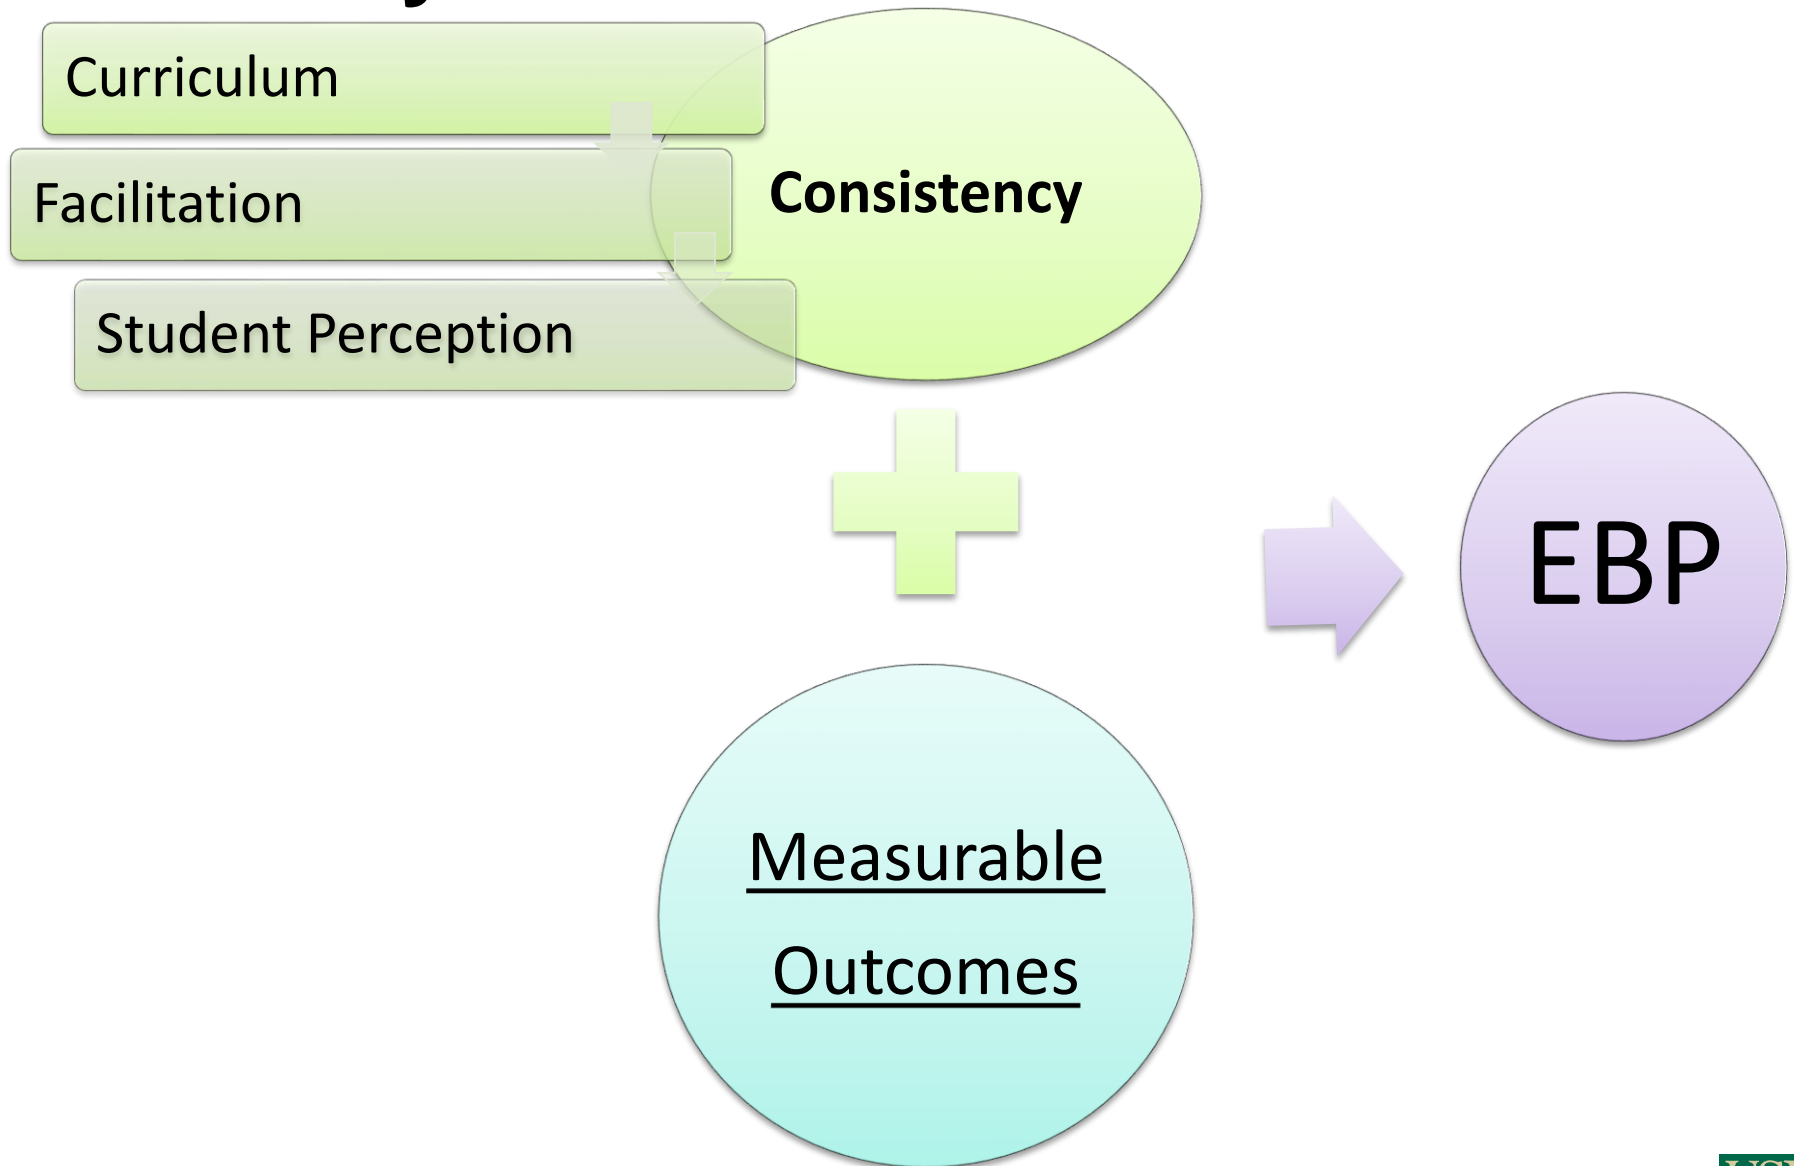 Curriculum
Facilitation
Student Perception
Consistency
EBP
Measurable
Outcomes